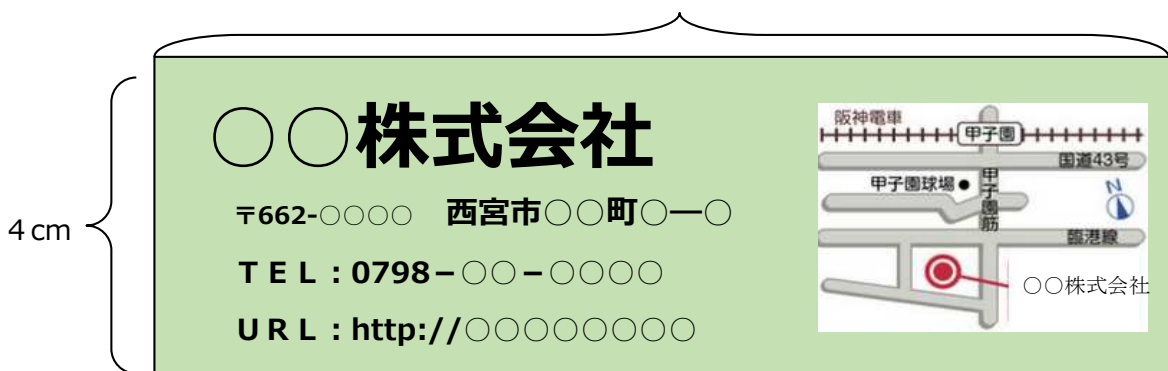 4 cm
○○株式会社
〒662-○○○○ 西宮市○○町○―○
ＴＥＬ：0798−○○−○○○○
ＵＲＬ：http://○○○○○○○○
阪神電車
甲子園
国道43号
甲子園球場
甲子園筋
N
臨港線
○○株式会社